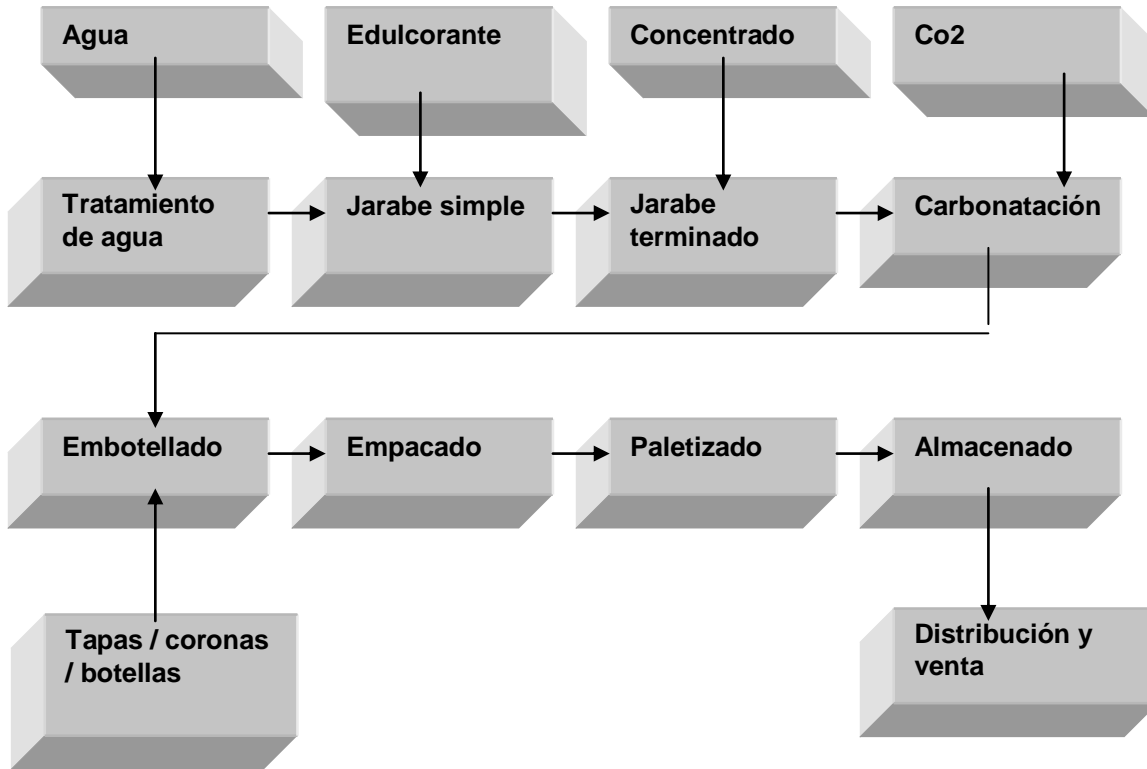 Agua
Edulcorante
Concentrado
Co2
Tratamiento
de agua
Jarabe simple
Jarabe
terminado
Carbonatación
Embotellado
Empacado
Paletizado
Almacenado
Tapas / coronas
/ botellas
Distribución y
venta